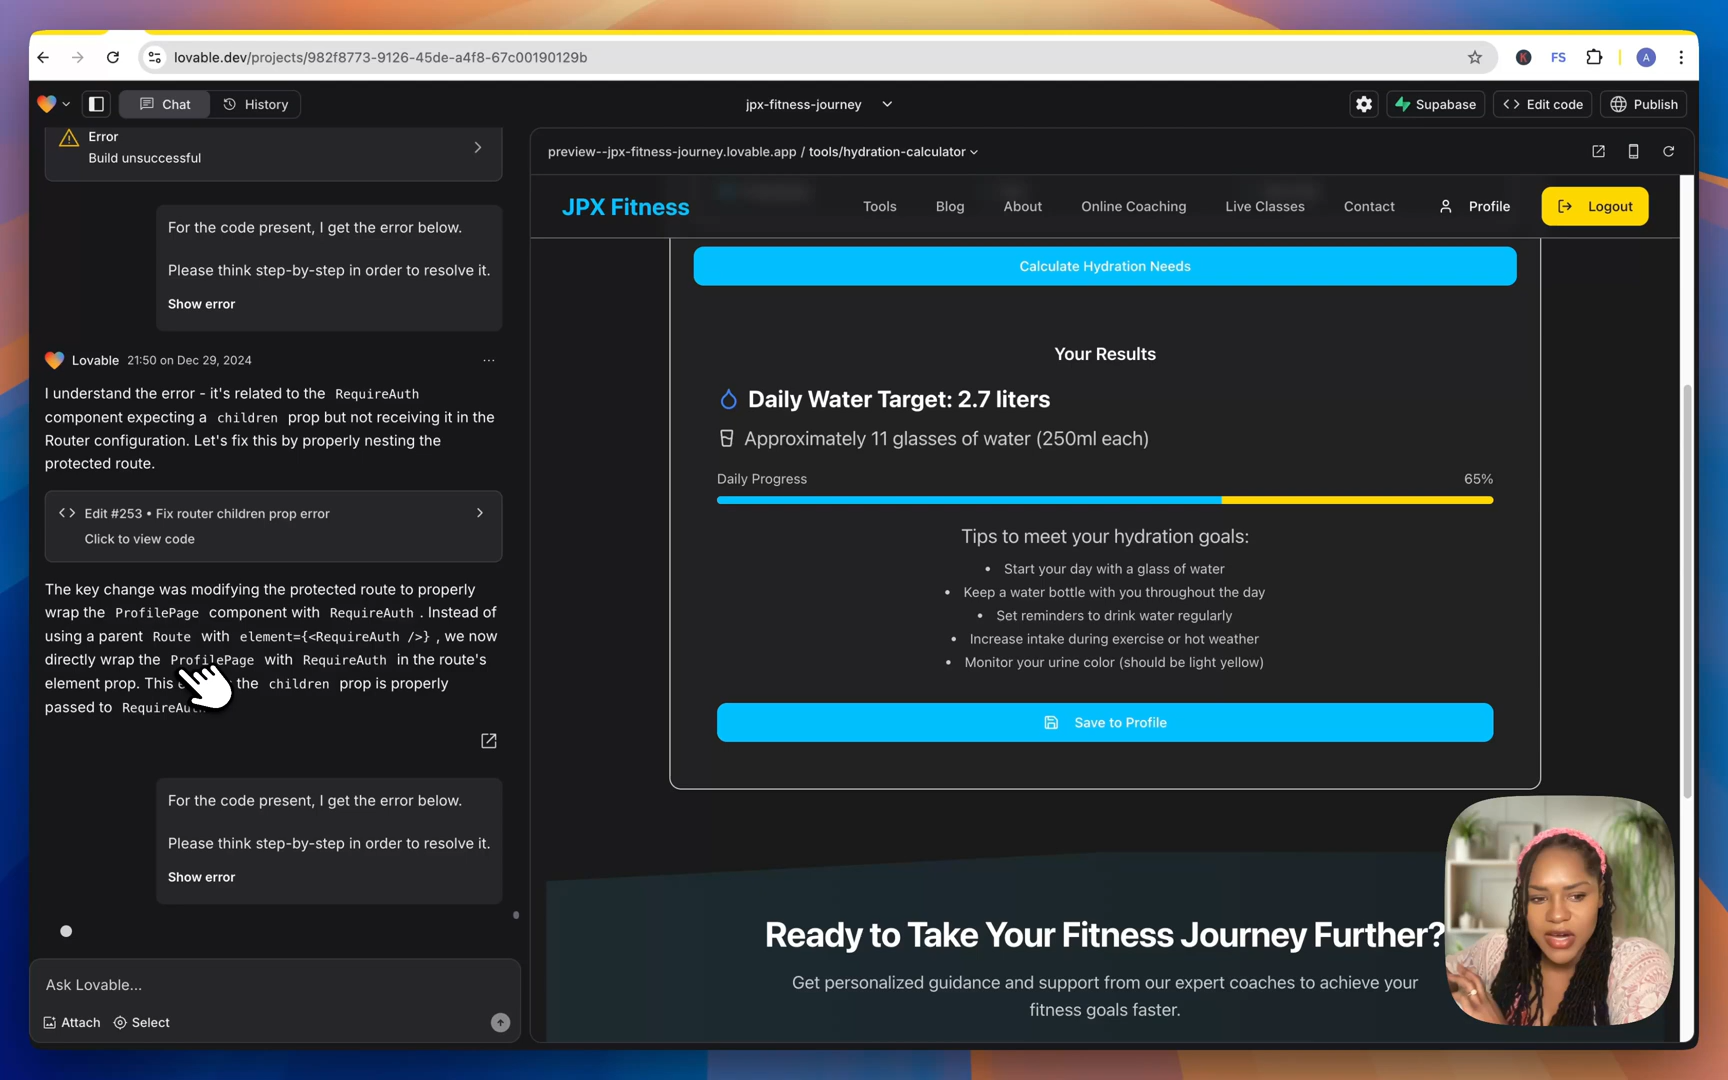 lovable.dev/projects/982f8773-9126-45de-a4f8-67c00190129b
FS
A
Chat
History
jpx-fitness-journey
Supabase
Edit code
Publish
Error
Build unsuccessful
For the code present, I get the error below.
Please think step-by-step in order to resolve it.
Show error
Lovable 21:50 on Dec 29, 2024
I understand the error - it's related to the RequireAuth
component expecting a children prop but not receiving it in the
Router configuration. Let's fix this by properly nesting the
protected route.
Edit #253 • Fix router children prop error
Click to view code
The key change was modifying the protected route to properly
wrap the ProfilePage component with RequireAuth. Instead of
using a parent Route with element={<RequireAuth />}, we now
directly wrap the ProfilePage with RequireAuth in the route's
element prop. This the children prop is properly
passed to
For the code present, I get the error below.
Please think step-by-step in order to resolve it.
Show error
Ask Lovable...
Attach
Select
preview--jpx-fitness-journey.lovable.app / tools/hydration-calculator
JPX Fitness
Tools
Blog
About
Online Coaching
Live Classes
Contact
Profile
Logout
Calculate Hydration Needs
Your Results
Daily Water Target: 2.7 liters
Approximately 11 glasses of water (250ml each)
Daily Progress 65%
Tips to meet your hydration goals:
• Start your day with a glass of water
• Keep a water bottle with you throughout the day
• Set reminders to drink water regularly
• Increase intake during exercise or hot weather
• Monitor your urine color (should be light yellow)
Save to Profile
Ready to Take Your Fitness Journey Further?
Get personalized guidance and support from our expert coaches to achieve your
fitness goals faster.